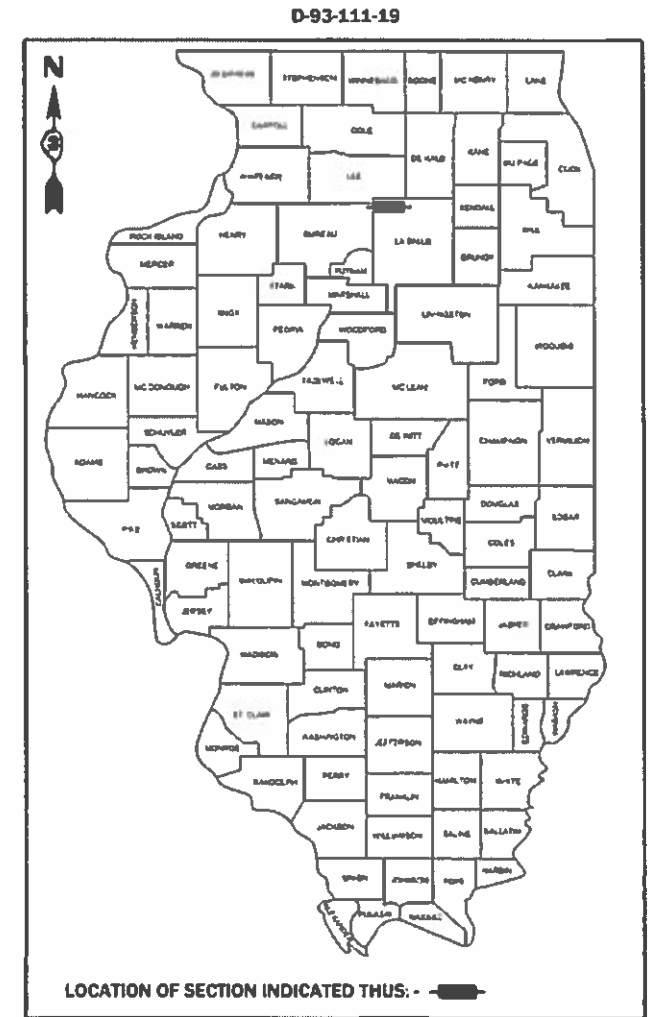 D-93-111-19
N
STEPHENSON
BOONE
MC HENRY
LAKE
CARROLL
OGLE
DE KALB
KANE
COOK
LEE
KENDALL
WILL
ROCK ISLAND
HENRY
BUREAU
LA SALLE
GRUNDY
MERCER
PUTNAM
KANKAKEE
STARK
MARSHALL
HENDERSON
WARREN
KNOX
PEORIA
WOODFORD
LIVINGSTON
IROQUOIS
HANCOCK
MC DONOUGH
FULTON
TAZEWELL
MC LEAN
FORD
SCHUYLER
MASON
LOGAN
DE WITT
CHAMPAIGN
VERMILION
ADAMS
BROWN
CASS
MENARD
MACON
PIATT
PIKE
SCOTT
MORGAN
SANGAMON
CHRISTIAN
MOULTRIE
DOUGLAS
EDGAR
COLES
CALHOUN
GREENE
MACOUPIN
MONTGOMERY
SHELBY
CUMBERLAND
CLARK
JERSEY
FAYETTE
EFFINGHAM
JASPER
CRAWFORD
MADISON
BOND
CLAY
RICHLAND
LAWRENCE
CLINTON
MARION
ST CLAIR
WAYNE
EDWARDS
WABASH
MONROE
WASHINGTON
JEFFERSON
RANDOLPH
PERRY
FRANKLIN
HAMILTON
WHITE
JACKSON
WILLIAMSON
SALINE
GALLATIN
UNION
JOHNSON
POPE
HARDIN
PULASKI
LOCATION OF SECTION INDICATED THUS: -